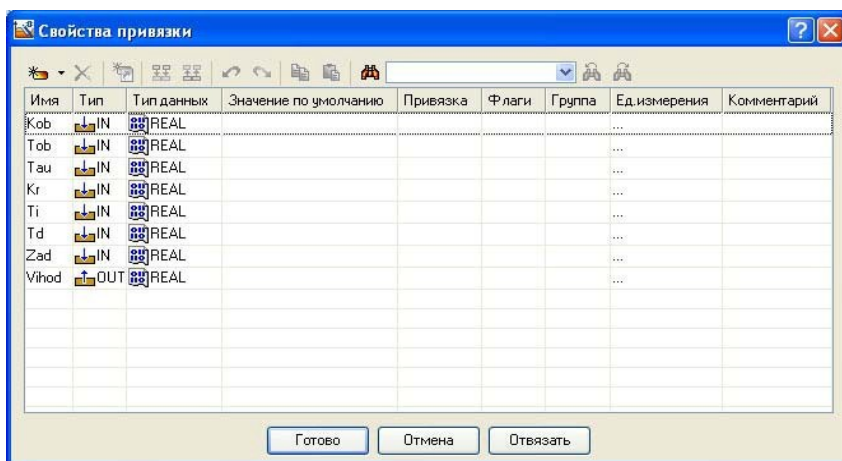 Свойства привязки
Имя Тип Тип данных Значение по умолчанию Привязка Флаги Группа Ед.измерения Комментарий
Kob IN REAL ...
Tob IN REAL ...
Tau IN REAL ...
Kr IN REAL ...
Ti IN REAL ...
Td IN REAL ...
Zad IN REAL ...
Vihod OUT REAL ...
Готово Отмена Отвязать